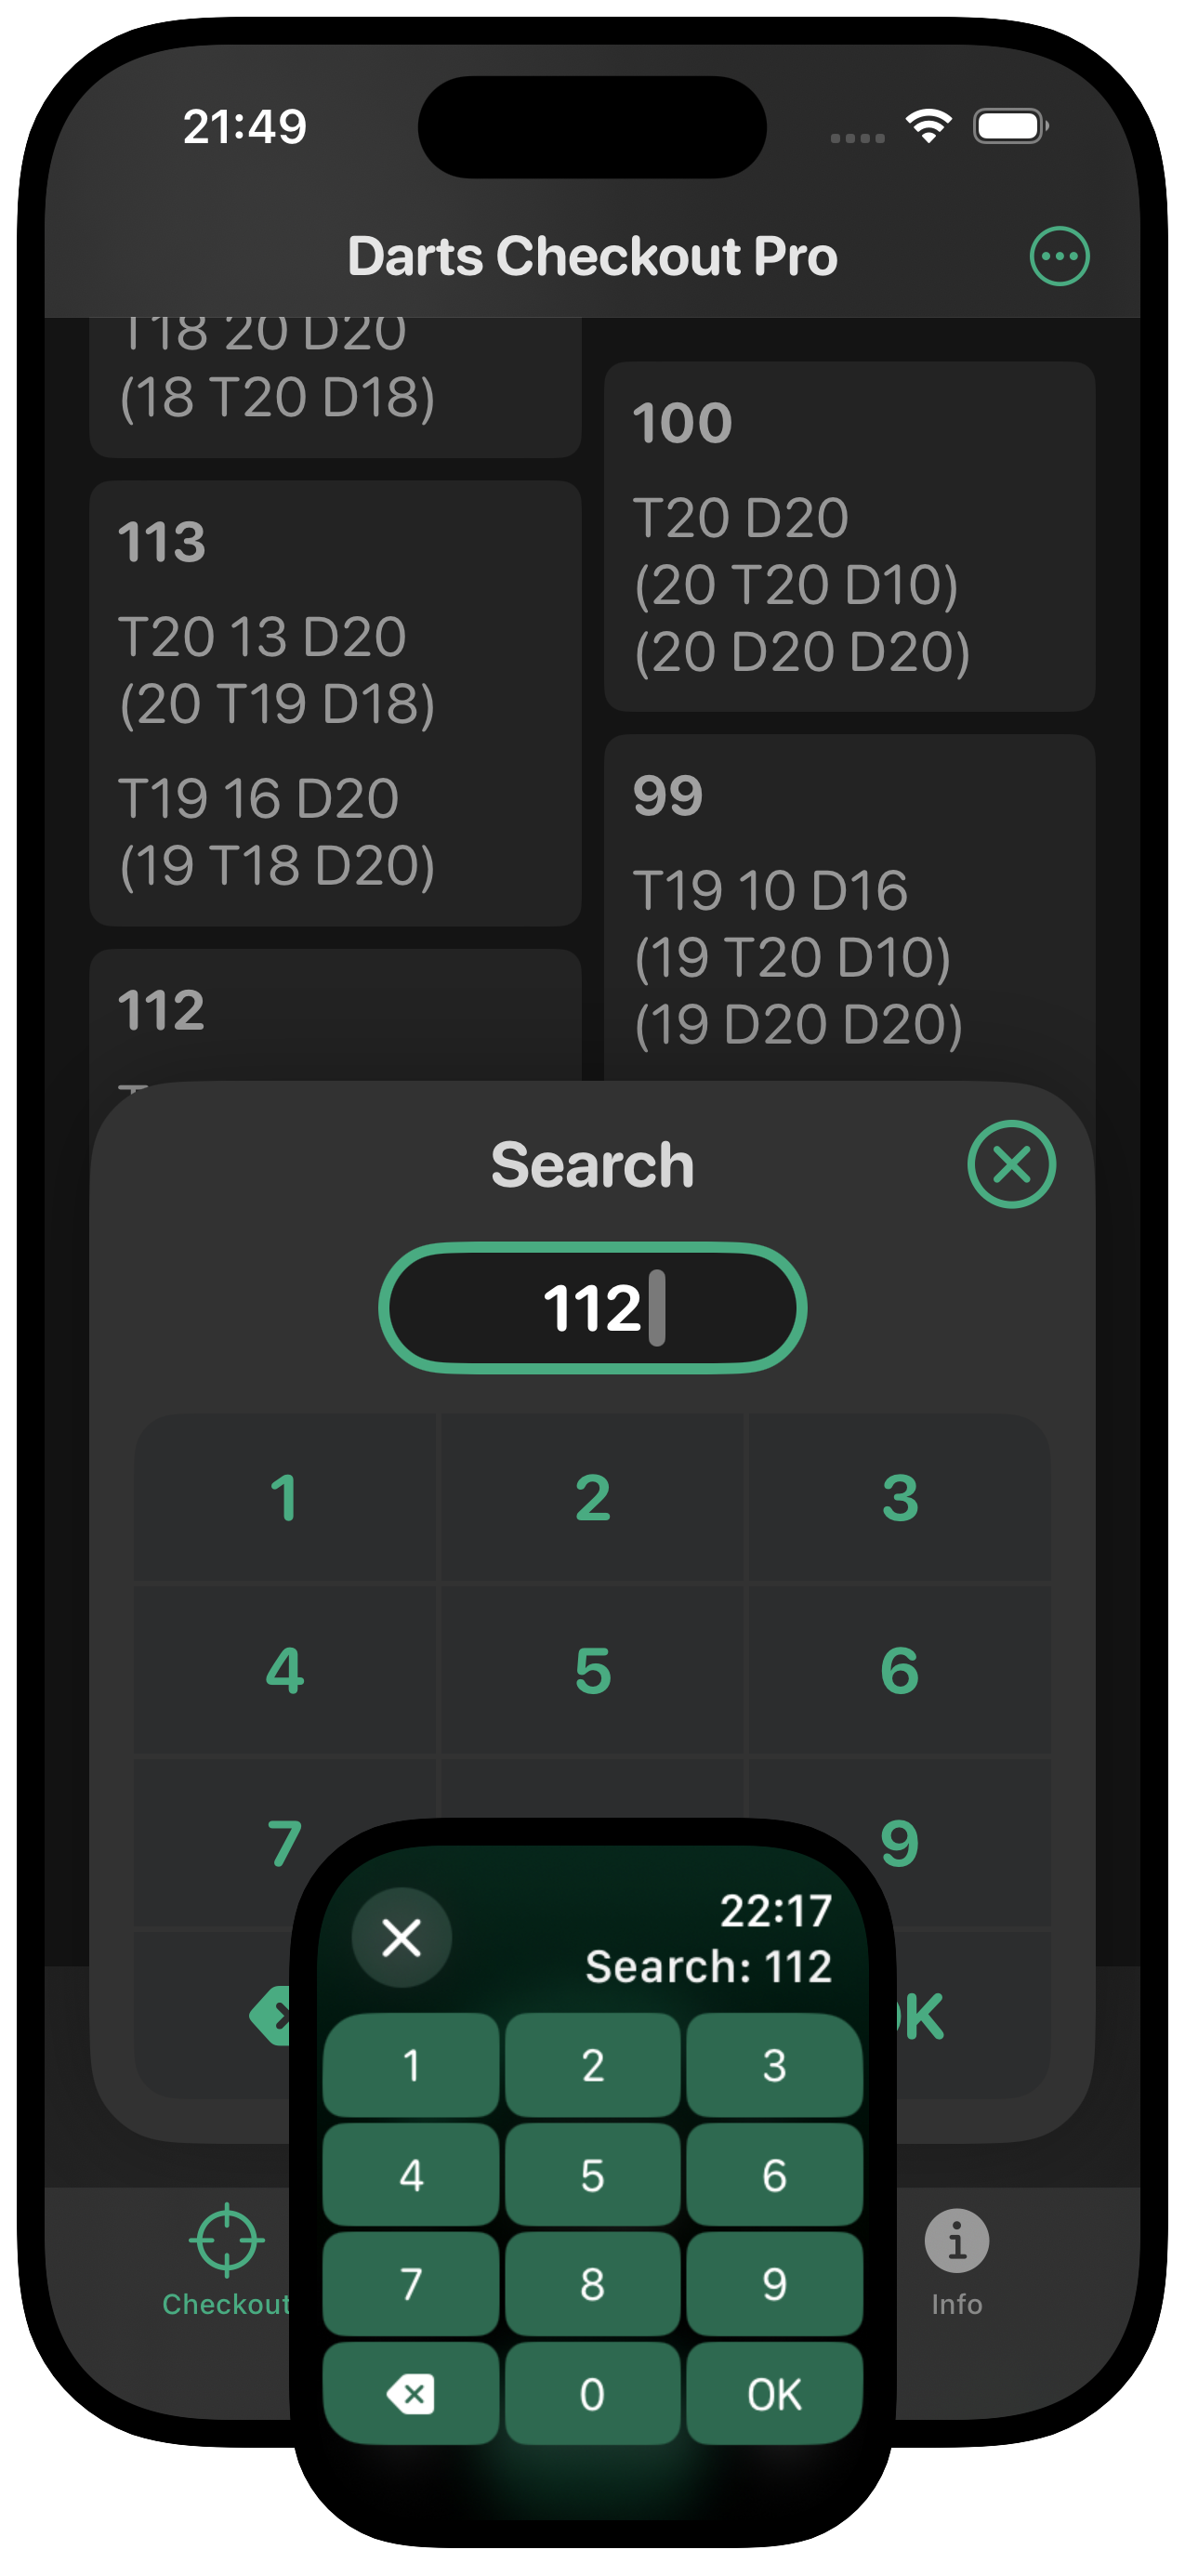 21:49
Darts Checkout Pro
T18 20 D20
(18 T20 D18)
113
T20 13 D20
(20 T19 D18)
T19 16 D20
(19 T18 D20)
112
100
T20 D20
(20 T20 D10)
(20 D20 D20)
99
T19 10 D16
(19 T20 D10)
(19 D20 D20)
Search
112
1 2 3
4 5 6
7 9
OK
Checkout
Info
22:17
Search: 112
1 2 3
4 5 6
7 8 9
0 OK